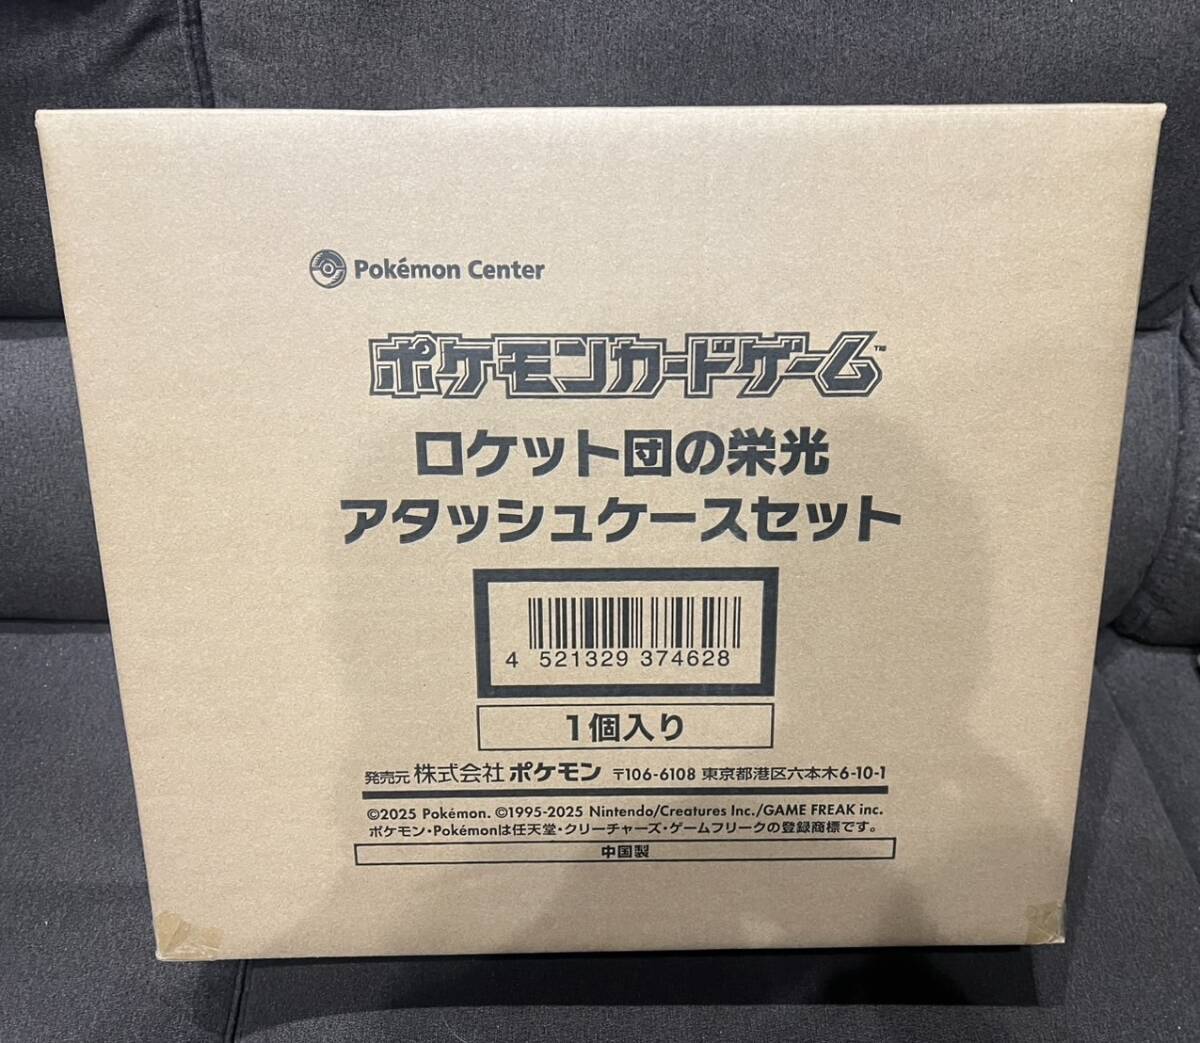 Pokémon Center
ポケモンカードゲーム™
ロケット団の栄光
アタッシュケースセット
4 521329 374628
1個入り
発売元 株式会社 ポケモン 〒106-6108 東京都港区六本木6-10-1
©2025 Pokémon. ©1995-2025 Nintendo/Creatures Inc./GAME FREAK inc.
ポケモン・Pokémonは任天堂・クリーチャーズ・ゲームフリークの登録商標です。
中国製